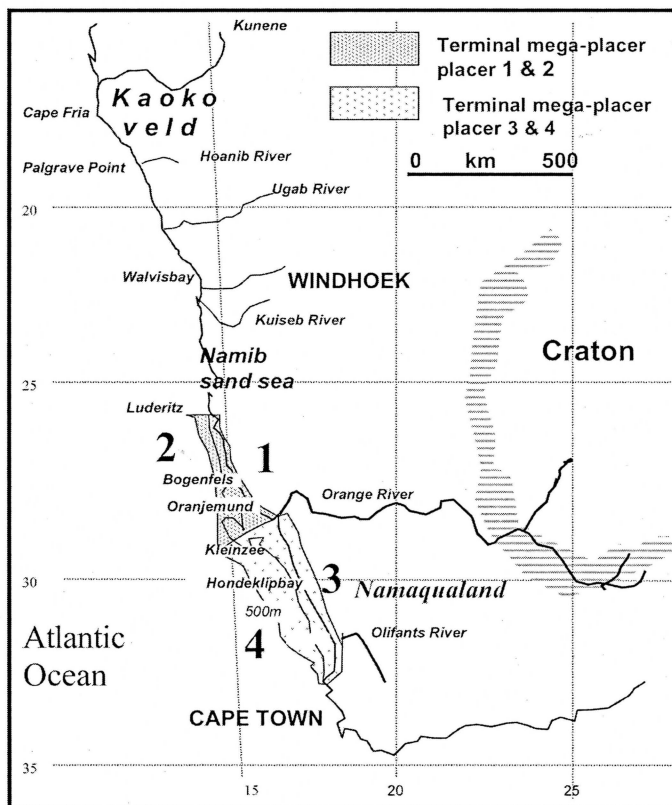 Kunene
Terminal mega-placer
placer 1 & 2
Kaoko
veld
Terminal mega-placer
placer 3 & 4
Cape Fria
0 km 500
Palgrave Point
Hoanib River
Ugab River
20
Walvisbay
WINDHOEK
Kuiseb River
Namib
sand sea
Craton
25
Luderitz
2
1
Bogenfels
Orange River
Oranjemund
Kleinzee
30
Hondeklipbay
3
Namaqualand
500m
4
Olifants River
Atlantic
Ocean
CAPE TOWN
35
15
20
25